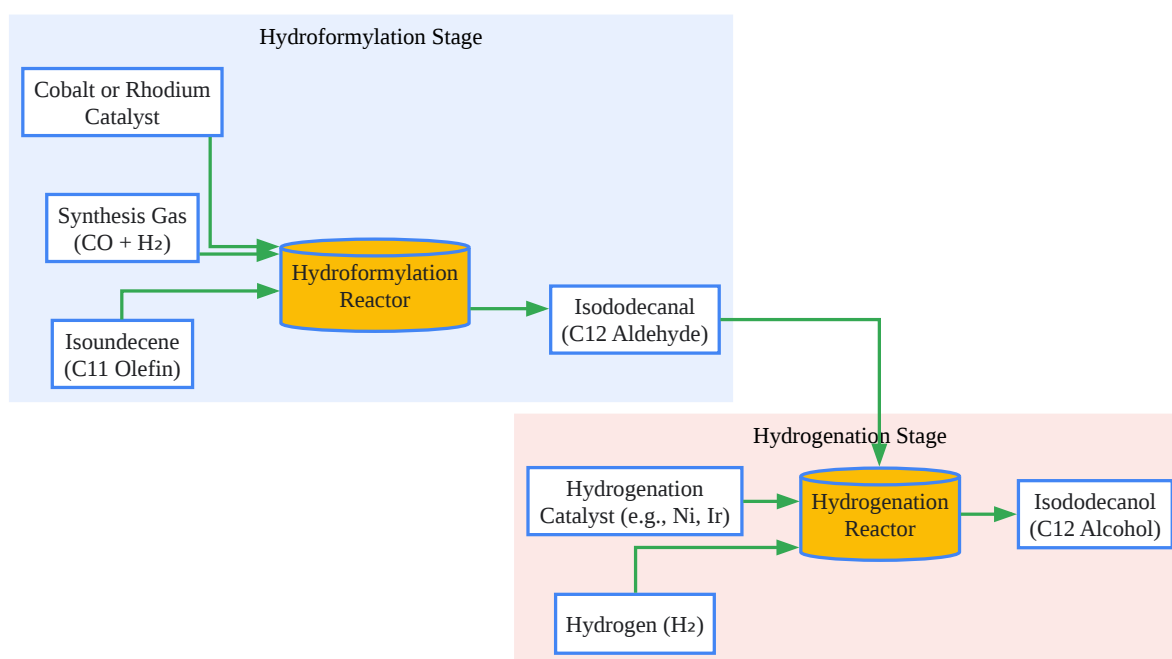 Hydroformylation Stage
Cobalt or Rhodium
Catalyst
Synthesis Gas
(CO + H₂)
Hydroformylation
Reactor
Isoundecene
(C11 Olefin)
Isododecanal
(C12 Aldehyde)
Hydrogenation Stage
Hydrogenation
Catalyst (e.g., Ni, Ir)
Hydrogenation
Reactor
Isododecanol
(C12 Alcohol)
Hydrogen (H₂)